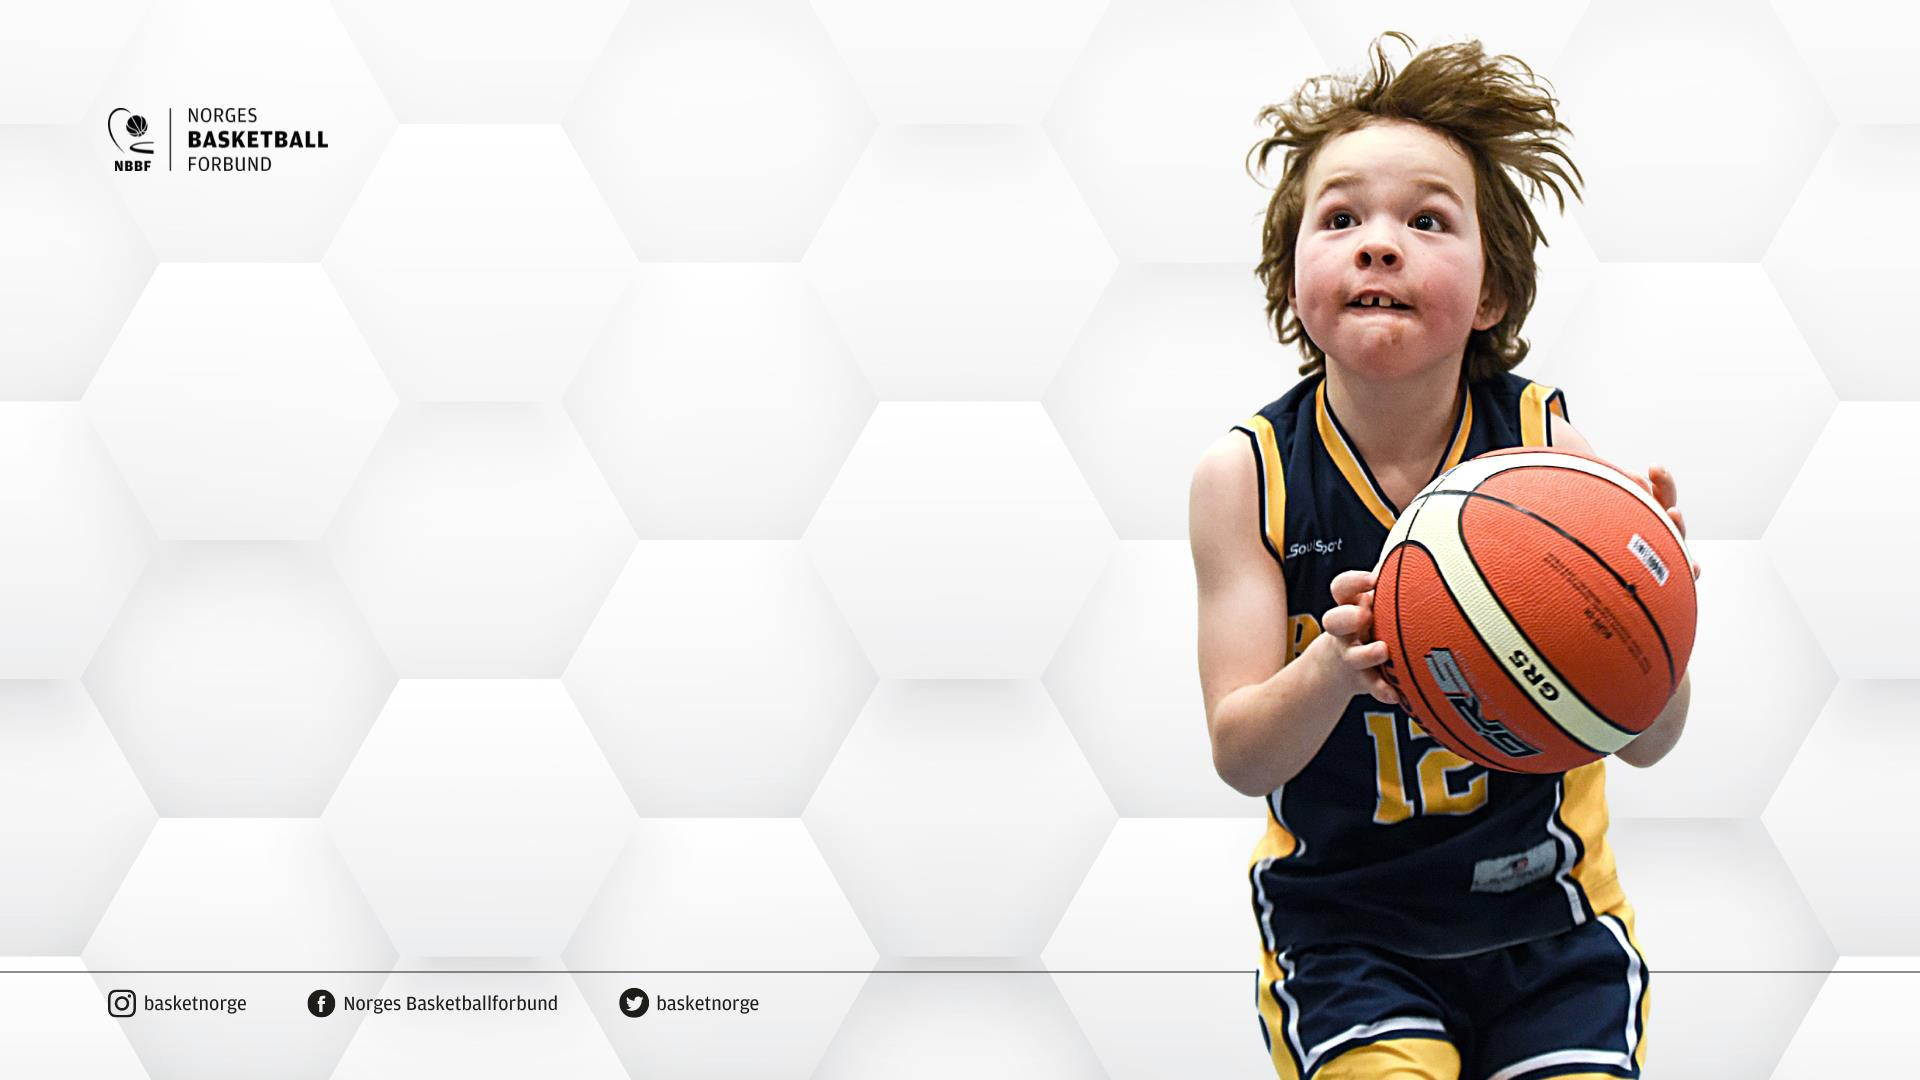 NORGES
BASKETBALL
FORBUND
NBBF
SoulSport
12
GR5
basketnorge
Norges Basketballforbund
basketnorge